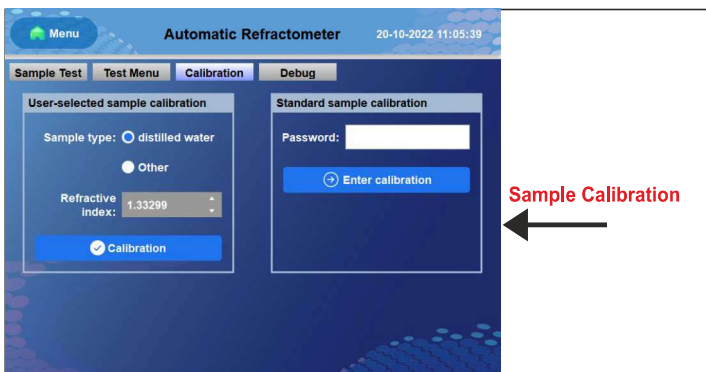 Menu
Automatic Refractometer
20-10-2022 11:05:39
Sample Test
Test Menu
Calibration
Debug
User-selected sample calibration
Sample type: distilled water
Other
Refractive
index:
1.33299
Calibration
Standard sample calibration
Password:
Enter calibration
Sample Calibration